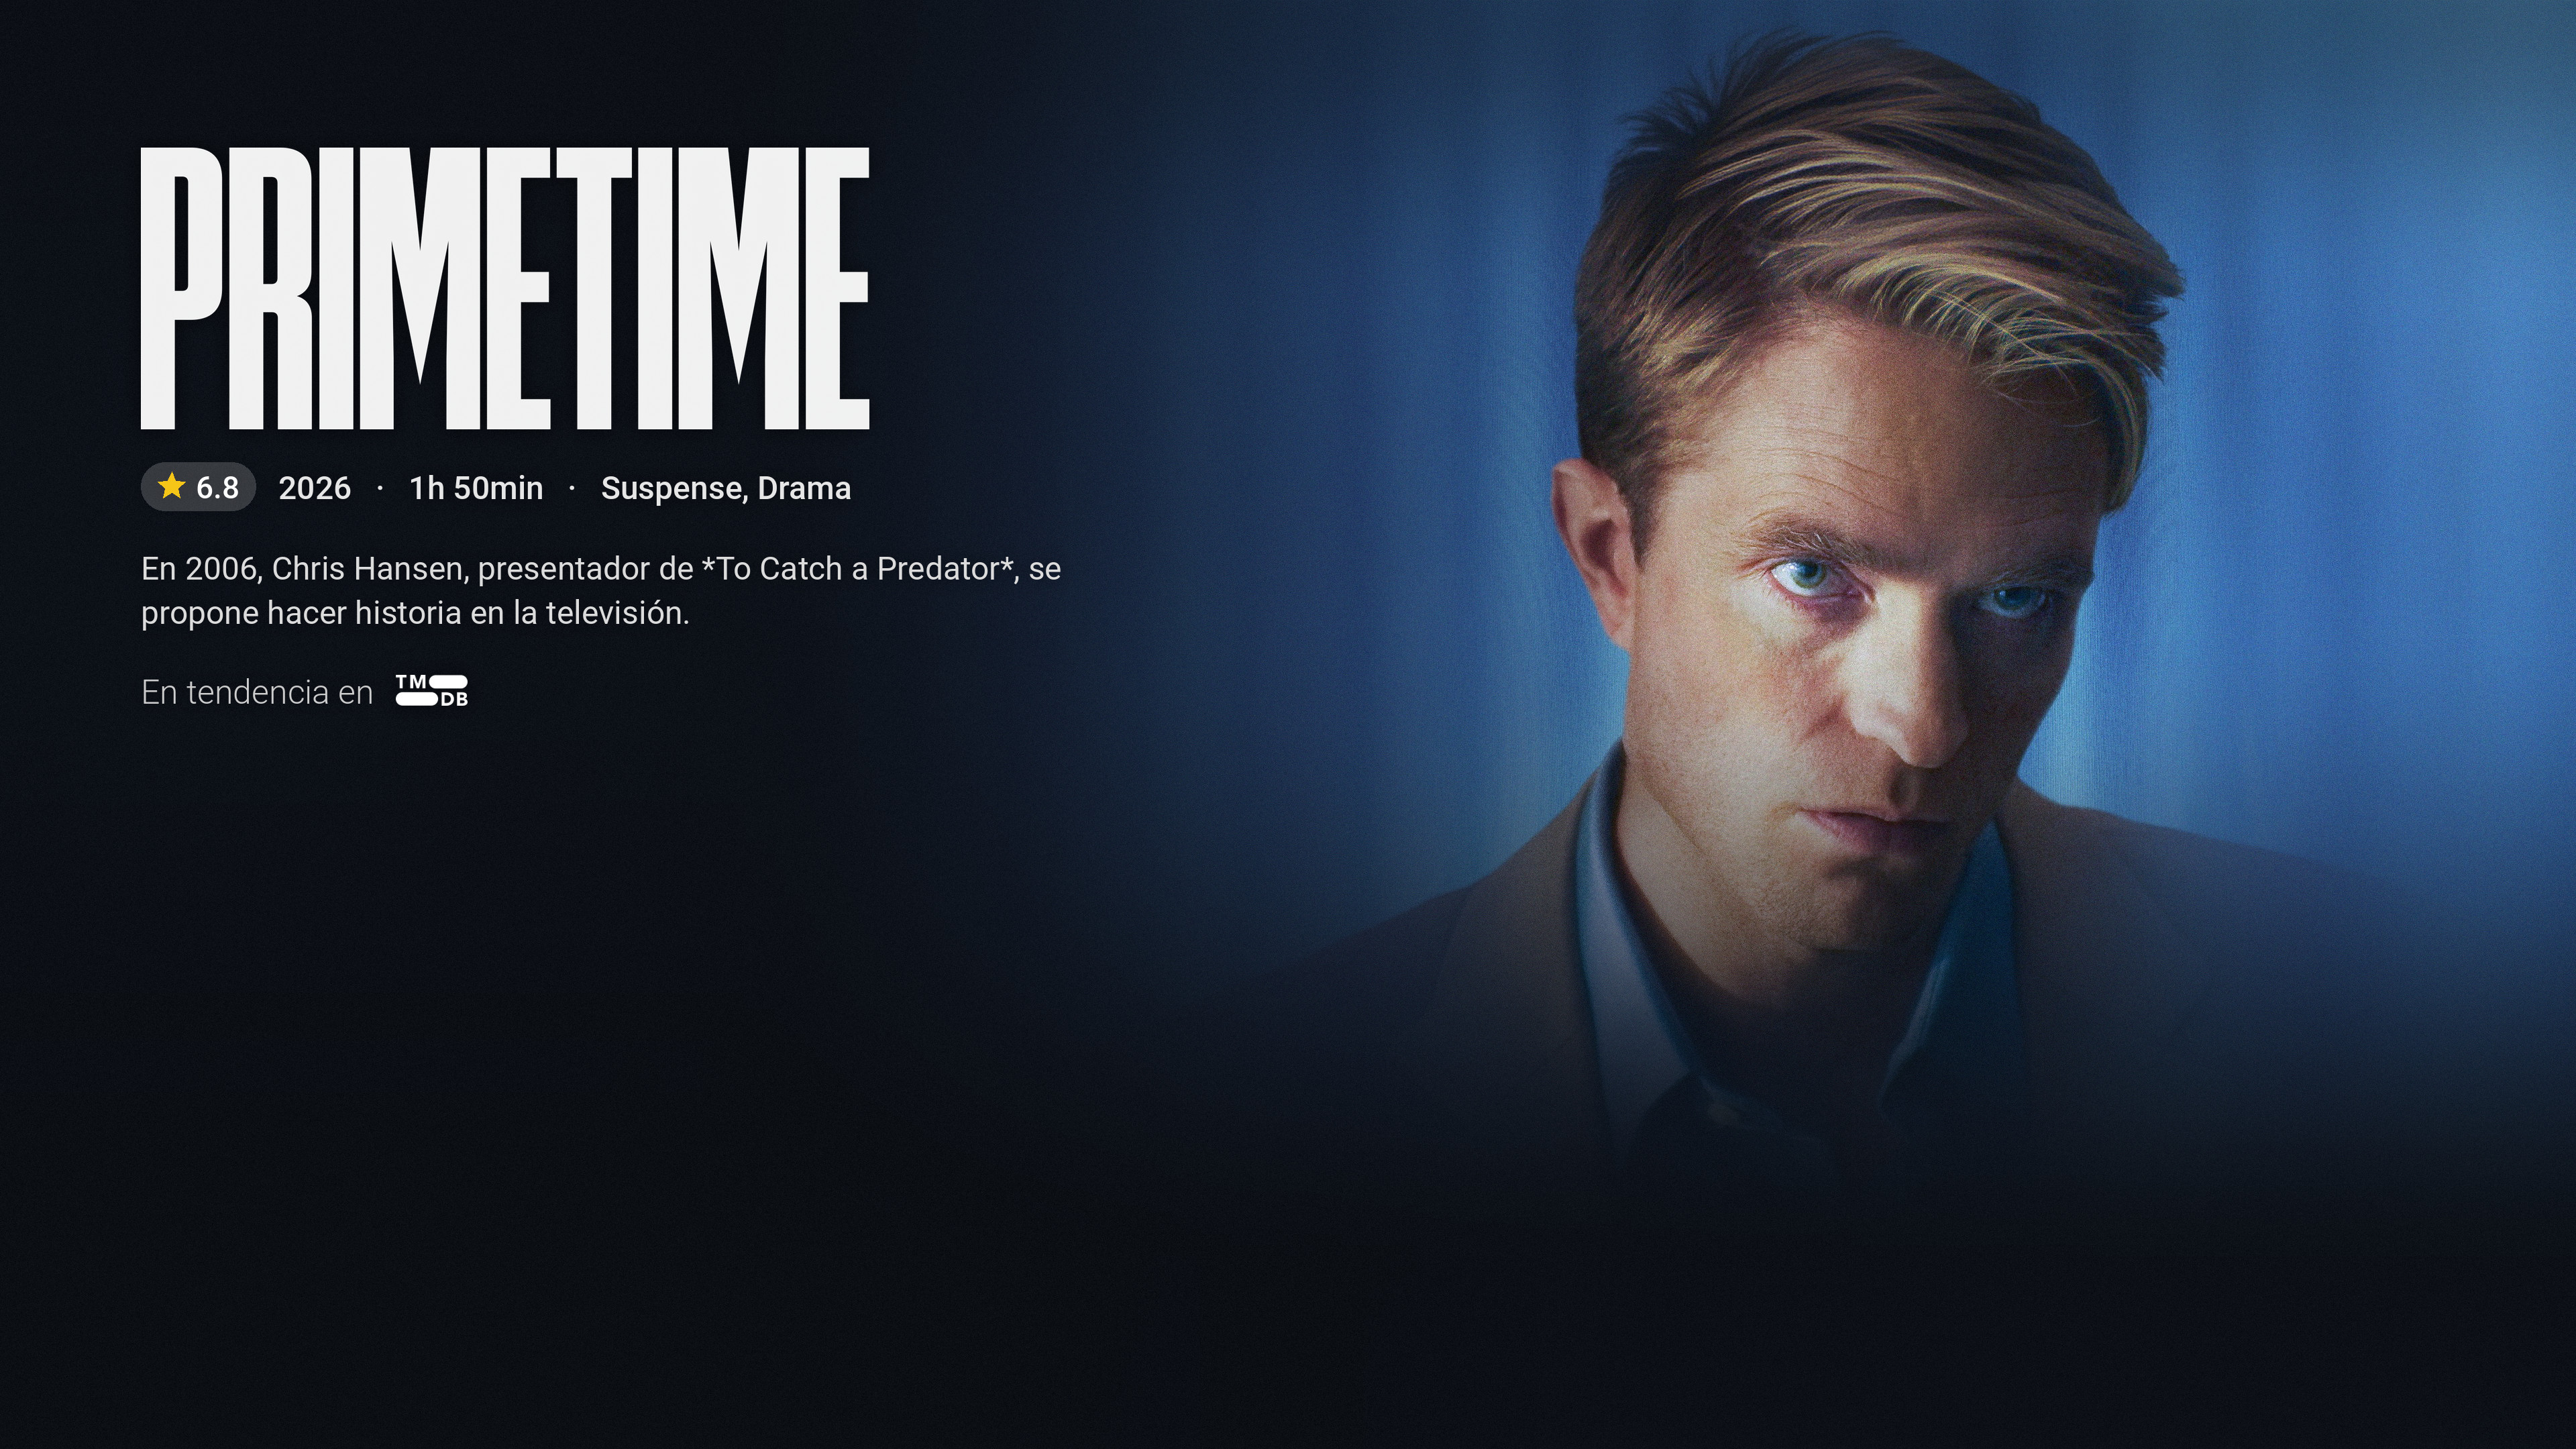 PRIMETIME
6.8 2026 · 1h 50min · Suspense, Drama
En 2006, Chris Hansen, presentador de *To Catch a Predator*, se
propone hacer historia en la televisión.
En tendencia en TMDB